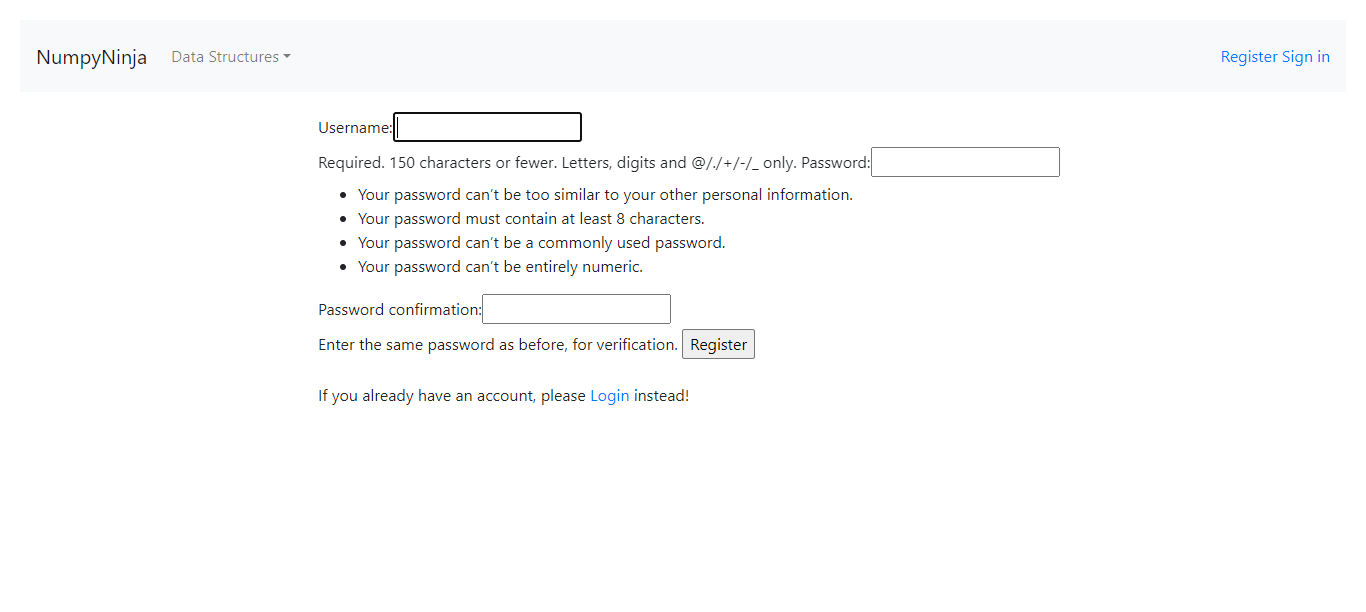 NumpyNinja Data Structures Register Sign in
Username:
Required. 150 characters or fewer. Letters, digits and @/./+/-/_ only. Password:
• Your password can't be too similar to your other personal information.
• Your password must contain at least 8 characters.
• Your password can't be a commonly used password.
• Your password can't be entirely numeric.
Password confirmation:
Enter the same password as before, for verification. Register
If you already have an account, please Login instead!